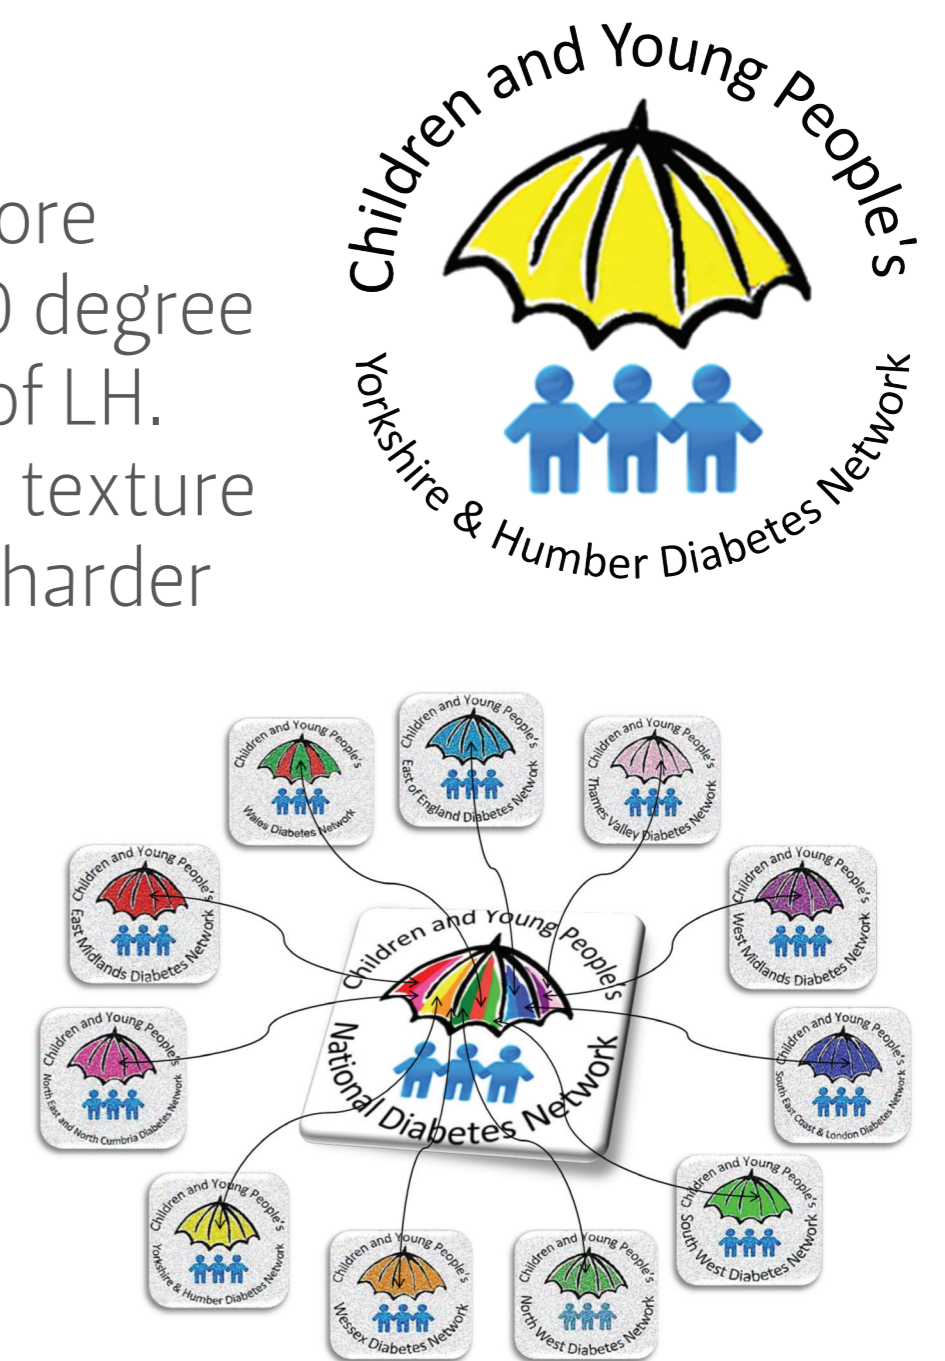 Children and Young People's
Yorkshire & Humber Diabetes Network
ore
0 degree
of LH.
texture
harder
Children and Young People's
Wales Diabetes Network
Children and Young People's
East of England Diabetes Network
Children and Young People's
Thames Valley Diabetes Network
Children and Young People's
East Midlands Diabetes Network
Children and Young People's
West Midlands Diabetes Network
Children and Young People's
National Diabetes Network
Children and Young People's
North East and North Cumbria Diabetes Network
Children and Young People's
South East Coast & London Diabetes Network
Children and Young People's
Yorkshire & Humber Diabetes Network
Children and Young People's
Wessex Diabetes Network
Children and Young People's
North West Diabetes Network
Children and Young People's
South West Diabetes Network